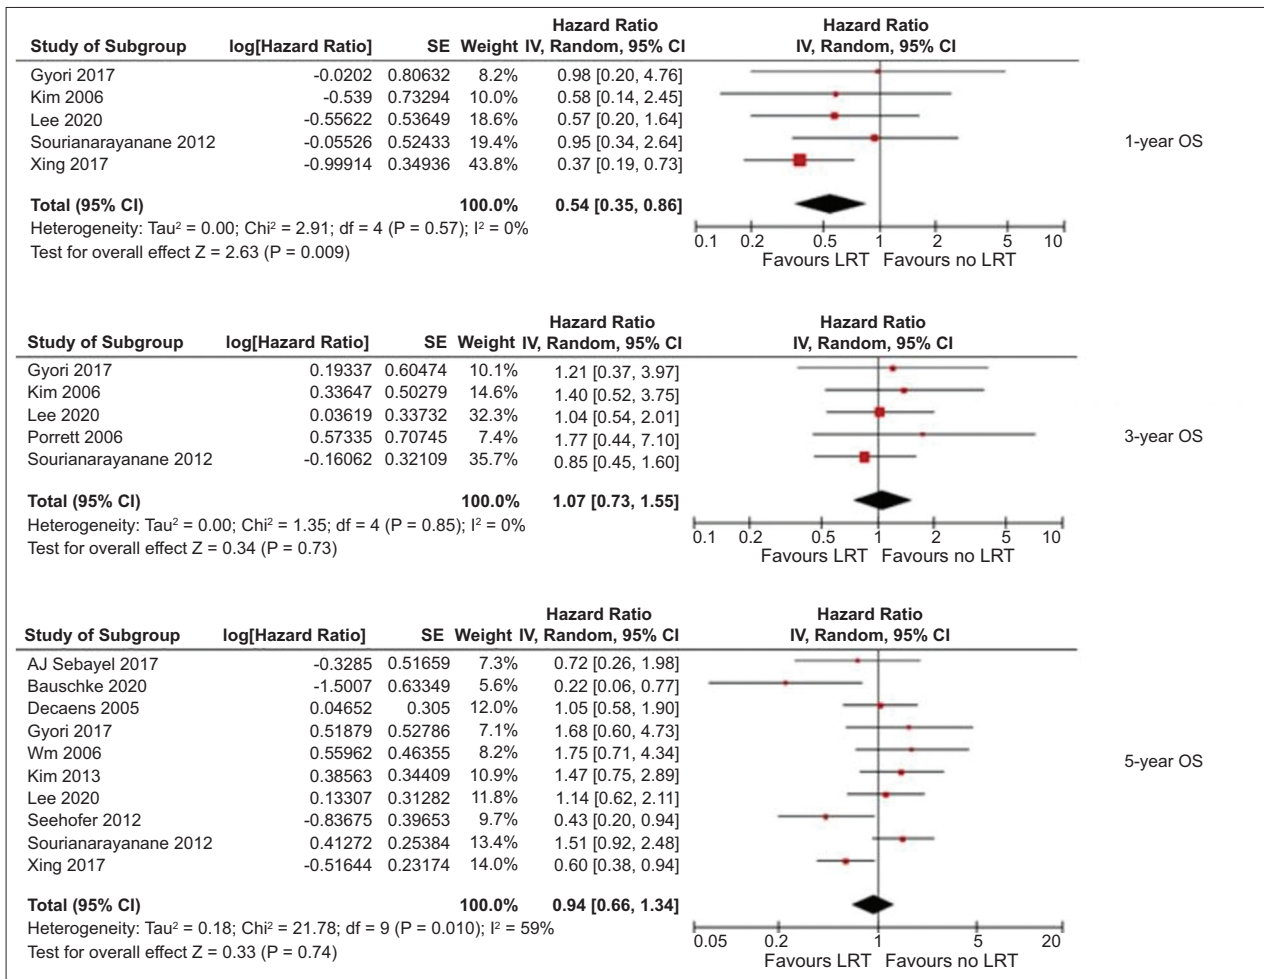 Hazard Ratio Hazard Ratio
Study of Subgroup log[Hazard Ratio] SE Weight IV, Random, 95% CI IV, Random, 95% CI
Gyori 2017 -0.0202 0.80632 8.2% 0.98 [0.20, 4.76]
Kim 2006 -0.539 0.73294 10.0% 0.58 [0.14, 2.45]
Lee 2020 -0.55622 0.53649 18.6% 0.57 [0.20, 1.64]
Sourianarayanane 2012 -0.05526 0.52433 19.4% 0.95 [0.34, 2.64]
1-year OS
Xing 2017 -0.99914 0.34936 43.8% 0.37 [0.19, 0.73]
Total (95% CI) 100.0% 0.54 [0.35, 0.86]
Heterogeneity: Tau² = 0.00; Chi² = 2.91; df = 4 (P = 0.57); I² = 0%
0.1 0.2 0.5 1 2 5 10
Test for overall effect Z = 2.63 (P = 0.009)
Favours LRT Favours no LRT
Hazard Ratio Hazard Ratio
Study of Subgroup log[Hazard Ratio] SE Weight IV, Random, 95% CI IV, Random, 95% CI
Gyori 2017 0.19337 0.60474 10.1% 1.21 [0.37, 3.97]
Kim 2006 0.33647 0.50279 14.6% 1.40 [0.52, 3.75]
Lee 2020 0.03619 0.33732 32.3% 1.04 [0.54, 2.01]
Porrett 2006 0.57335 0.70745 7.4% 1.77 [0.44, 7.10]
3-year OS
Sourianarayanane 2012 -0.16062 0.32109 35.7% 0.85 [0.45, 1.60]
Total (95% CI) 100.0% 1.07 [0.73, 1.55]
Heterogeneity: Tau² = 0.00; Chi² = 1.35; df = 4 (P = 0.85); I² = 0%
0.1 0.2 0.5 1 2 5 10
Test for overall effect Z = 0.34 (P = 0.73)
Favours LRT Favours no LRT
Hazard Ratio Hazard Ratio
Study of Subgroup log[Hazard Ratio] SE Weight IV, Random, 95% CI IV, Random, 95% CI
AJ Sebayel 2017 -0.3285 0.51659 7.3% 0.72 [0.26, 1.98]
Bauschke 2020 -1.5007 0.63349 5.6% 0.22 [0.06, 0.77]
Decaens 2005 0.04652 0.305 12.0% 1.05 [0.58, 1.90]
Gyori 2017 0.51879 0.52786 7.1% 1.68 [0.60, 4.73]
Wm 2006 0.55962 0.46355 8.2% 1.75 [0.71, 4.34]
5-year OS
Kim 2013 0.38563 0.34409 10.9% 1.47 [0.75, 2.89]
Lee 2020 0.13307 0.31282 11.8% 1.14 [0.62, 2.11]
Seehofer 2012 -0.83675 0.39653 9.7% 0.43 [0.20, 0.94]
Sourianarayanane 2012 0.41272 0.25384 13.4% 1.51 [0.92, 2.48]
Xing 2017 -0.51644 0.23174 14.0% 0.60 [0.38, 0.94]
Total (95% CI) 100.0% 0.94 [0.66, 1.34]
Heterogeneity: Tau² = 0.18; Chi² = 21.78; df = 9 (P = 0.010); I² = 59%
0.05 0.2 1 5 20
Test for overall effect Z = 0.33 (P = 0.74)
Favours LRT Favours no LRT